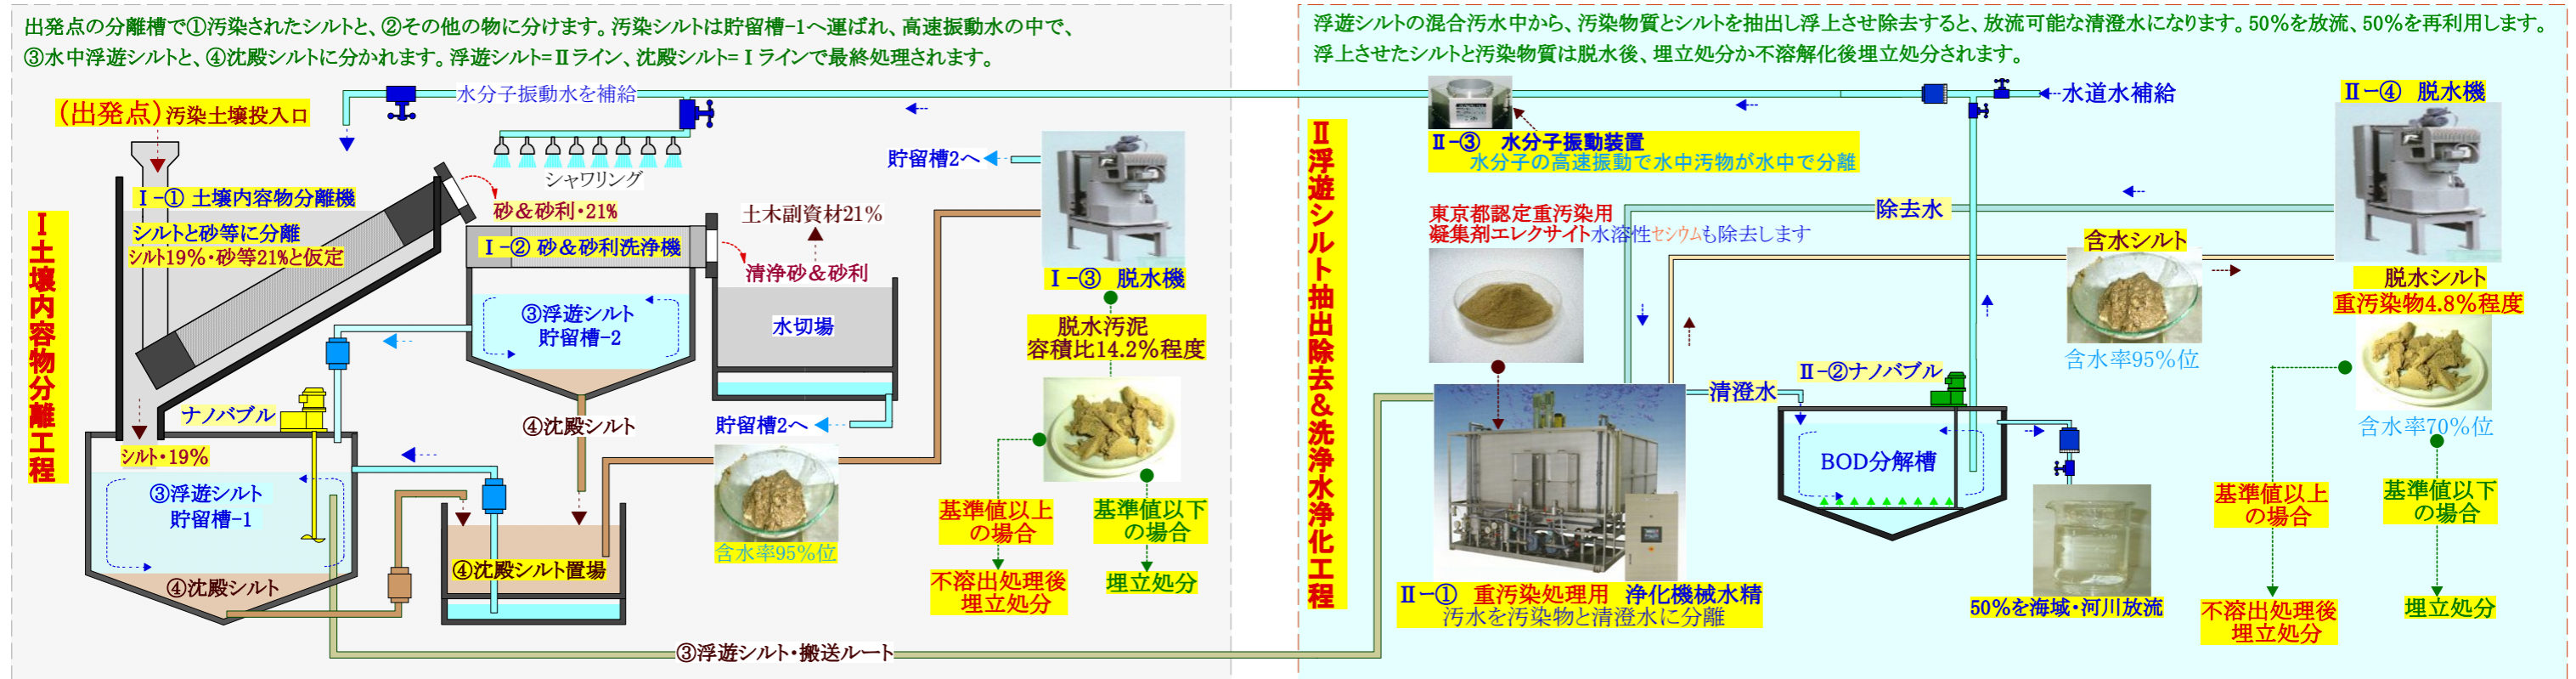 出発点の分離槽で①汚染されたシルトと、②その他の物に分けます。汚染シルトは貯留槽-1へ運ばれ、高速振動水の中で、
③水中浮遊シルトと、④沈殿シルトに分かれます。浮遊シルト=Ⅱライン、沈殿シルト=Ⅰラインで最終処理されます。
(出発点)汚染土壌投入口
水分子振動水を補給
シャワリング
Ⅰ-① 土壌内容物分離機
シルトと砂等に分離
シルト19%・砂等21%と仮定
砂&砂利・21%
土木副資材21%
Ⅰ-② 砂&砂利洗浄機
清浄砂&砂利
貯留槽2へ
Ⅰ-③ 脱水機
Ⅰ土壌内容物分離工程
③浮遊シルト
貯留槽-2
水切場
脱水汚泥
容積比14.2%程度
ナノバブル
④沈殿シルト
貯留槽2へ
シルト・19%
③浮遊シルト
貯留槽-1
④沈殿シルト
④沈殿シルト置場
含水率95%位
基準値以上
の場合
基準値以下
の場合
不溶出処理後
埋立処分
埋立処分
③浮遊シルト・搬送ルート
浮遊シルトの混合汚水中から、汚染物質とシルトを抽出し浮上させ除去すると、放流可能な清澄水になります。50%を放流、50%を再利用します。
浮上させたシルトと汚染物質は脱水後、埋立処分か不溶解化後埋立処分されます。
Ⅱ浮遊シルト抽出除去&洗浄水浄化工程
Ⅱ-③ 水分子振動装置
水分子の高速振動で水中汚物が水中で分離
水道水補給
Ⅱ-④ 脱水機
東京都認定重汚染用
凝集剤エレクサイト水溶性セシウムも除去します
除去水
含水シルト
含水率95%位
脱水シルト
重汚染物4.8%程度
含水率70%位
清澄水
Ⅱ-②ナノバブル
BOD分解槽
Ⅱ-① 重汚染処理用 浄化機械水精
汚水を汚染物と清澄水に分離
50%を海域・河川放流
基準値以上
の場合
基準値以下
の場合
不溶出処理後
埋立処分
埋立処分